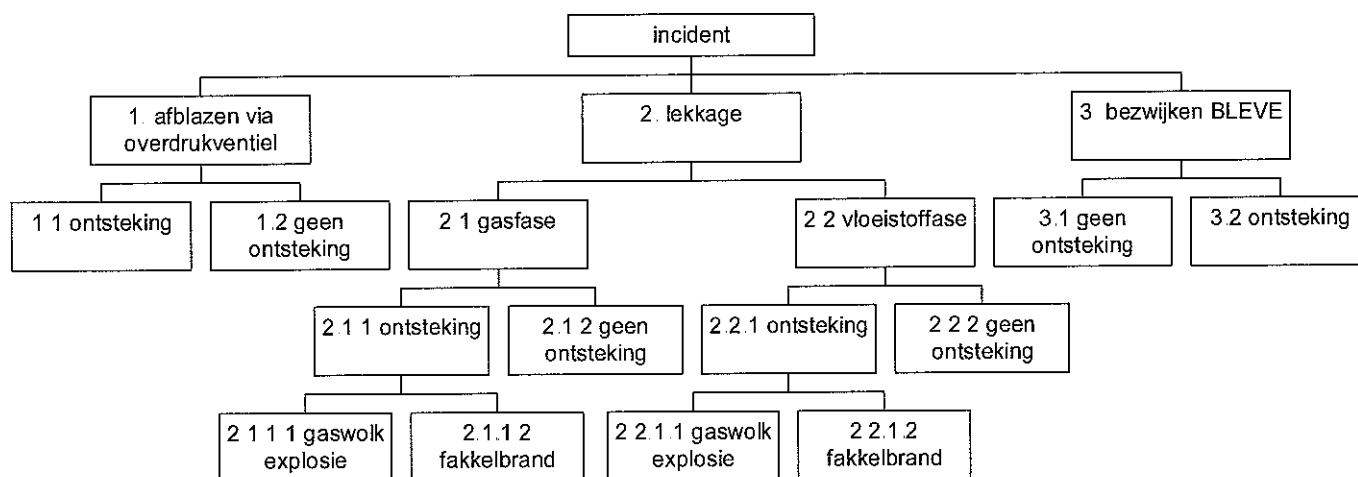 incident
1. afblazen via
overdrukventiel
2. lekkage
3 bezwijken BLEVE
1 1 ontsteking
1.2 geen
ontsteking
2 1 gasfase
2 2 vloeistoffase
3.1 geen
ontsteking
3.2 ontsteking
2.1 1 ontsteking
2.1 2 geen
ontsteking
2.2.1 ontsteking
2 2 2 geen
ontsteking
2 1 1 1 gaswolk
explosie
2.1.1 2
fakkelbrand
2 2.1.1 gaswolk
explosie
2 2.1.2
fakkelbrand